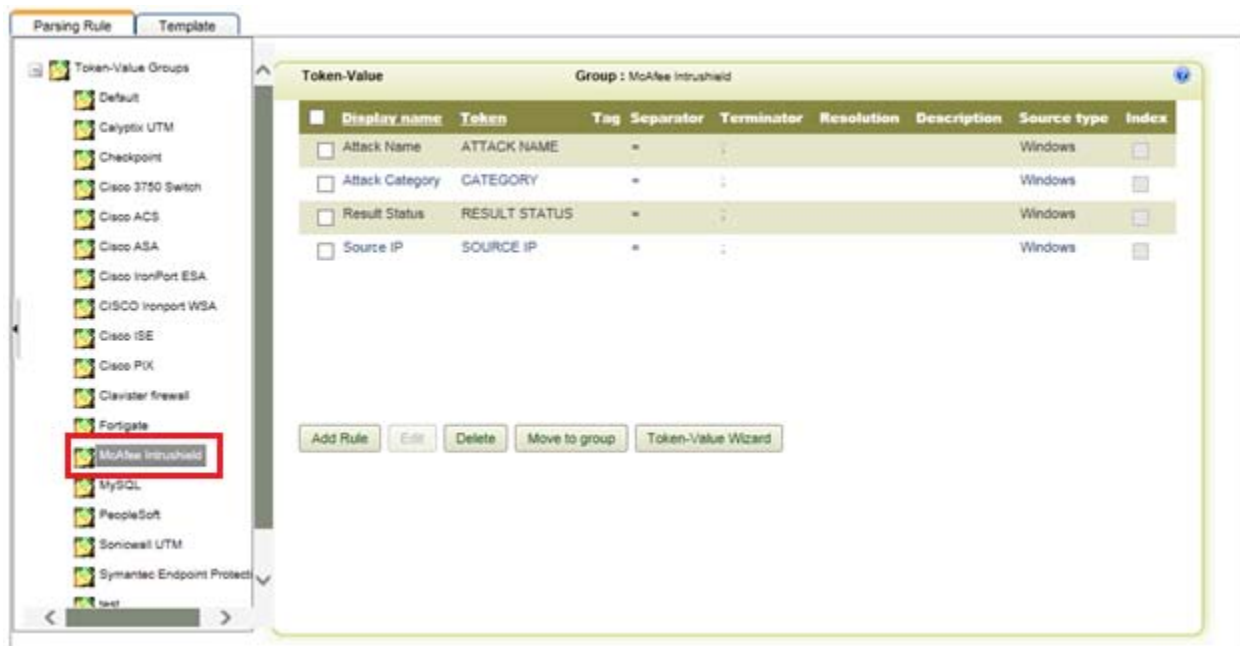 Parsing Rule Template
Token-Value Groups
Default
Calyptix UTM
Checkpoint
Cisco 3750 Switch
Cisco ACS
Cisco ASA
Cisco IronPort ESA
CISCO Ironport WSA
Cisco ISE
Cisco PIX
Clavister firewall
Fortigate
McAfee Intrushield
MySQL
PeopleSoft
Sonicwall UTM
Symantec Endpoint Protecti
test
Token-Value Group : McAfee Intrushield
Display name Token Tag Separator Terminator Resolution Description Source type Index
Attack Name ATTACK NAME = ; Windows
Attack Category CATEGORY = ; Windows
Result Status RESULT STATUS = ; Windows
Source IP SOURCE IP = ; Windows
Add Rule Edit Delete Move to group Token-Value Wizard